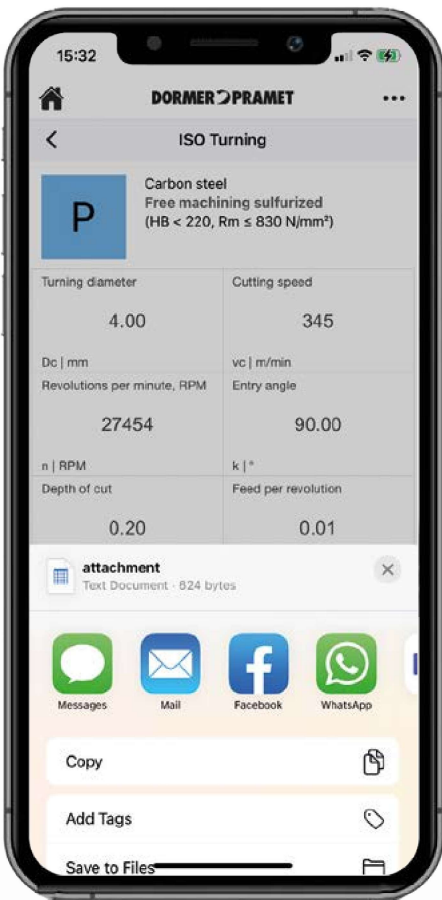 15:32
DORMER PRAMET
ISO Turning
P
Carbon steel
Free machining sulfurized
(HB < 220, Rm ≤ 830 N/mm²)
Turning diameter
Cutting speed
4.00
345
Dc | mm
vc | m/min
Revolutions per minute, RPM
Entry angle
27454
90.00
n | RPM
k | °
Depth of cut
Feed per revolution
0.20
0.01
attachment
Text Document · 624 bytes
Messages
Mail
Facebook
WhatsApp
Copy
Add Tags
Save to Files